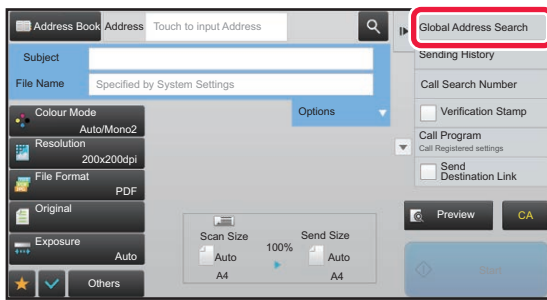 Address Book
Address
Touch to input Address
Subject
File Name
Specified by System Settings
Colour Mode
Auto/Mono2
Resolution
200x200dpi
File Format
PDF
Original
Exposure
Auto
Others
Options
Scan Size
Auto
A4
100%
Send Size
Auto
A4
Global Address Search
Sending History
Call Search Number
Verification Stamp
Call Program
Call Registered settings
Send
Destination Link
Preview
CA
Start